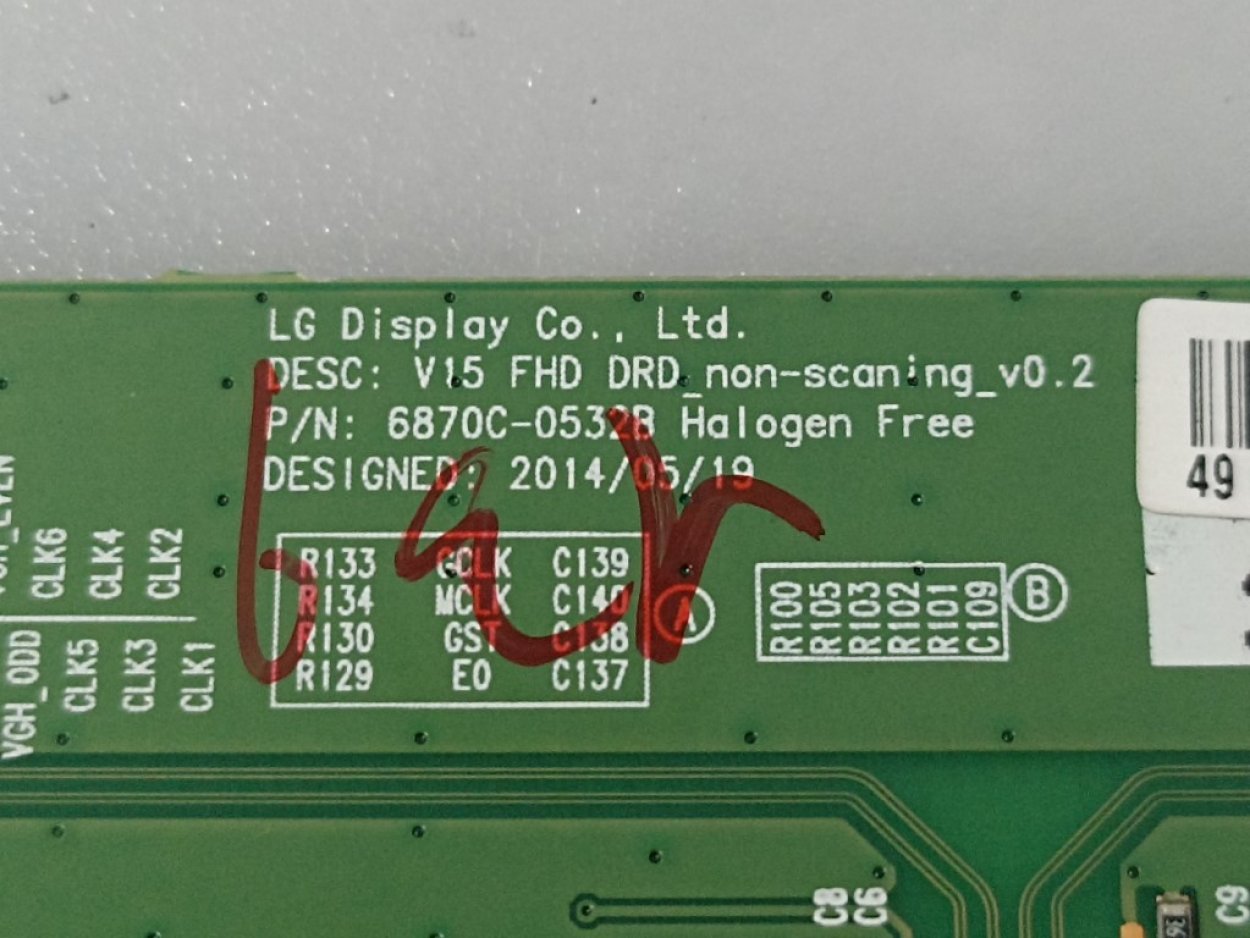 LG Display Co., Ltd.
DESC: V15 FHD DRD_non-scaning_v0.2
P/N: 6870C-0532B Halogen Free
DESIGNED: 2014/05/19
bar
R133 GCLK C139
R134 MCLK C140
R130 GST C138
R129 E0 C137
A
R100
R105
R103
R102
R101
C109
B
49
CLK6
CLK4
CLK2
VGH_ODD
CLK5
CLK3
CLK1
C8
C6
C9